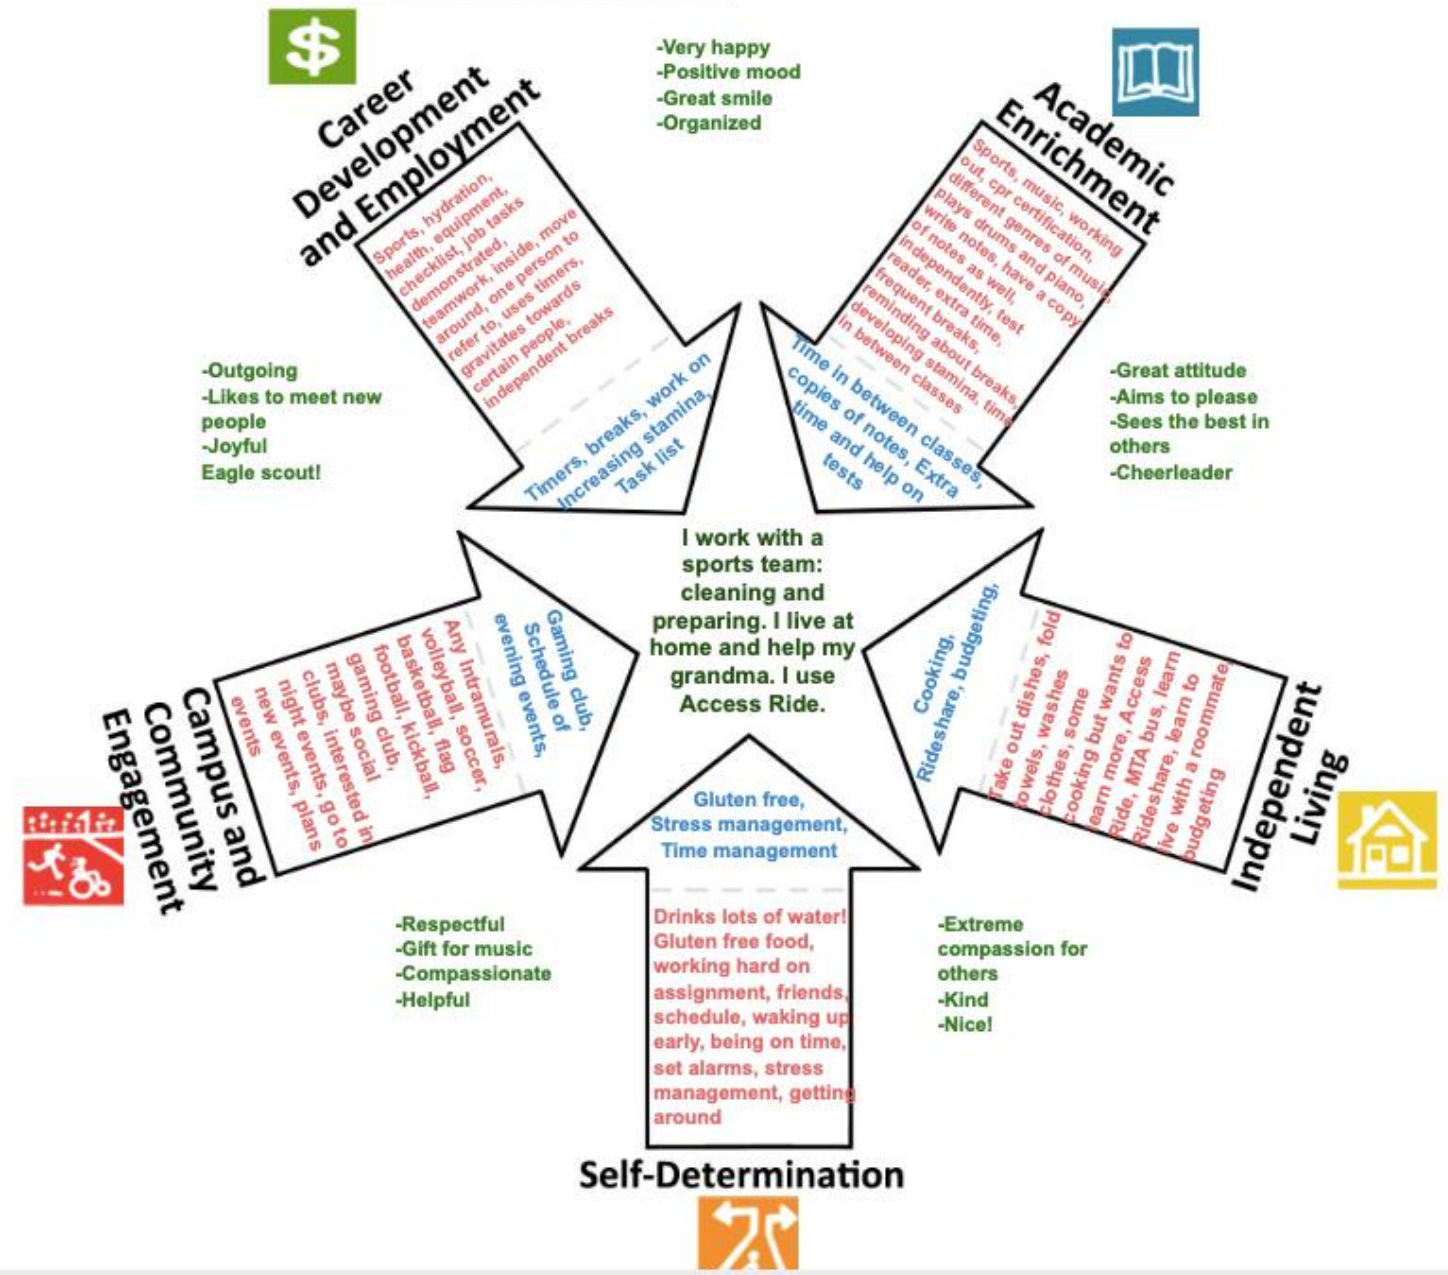 $
Career
Development
and Employment
Sports, hydration,
health, equipment,
checklist, job tasks
demonstrated,
teamwork, inside, move
around, one person to
refer to, uses timers,
gravitates towards
certain people,
independent breaks
Timers, breaks, work on
Increasing stamina,
Task list
-Very happy
-Positive mood
-Great smile
-Organized
Academic
Enrichment
Sports, music, working
out, cpr certification,
different genres of music,
plays drums and piano,
write notes, have a copy
of notes as well,
independently, test
reader, extra time,
frequent breaks,
reminding about breaks,
developing stamina, time
in between classes
Time in between classes,
copies of notes, Extra
time and help on
tests
-Outgoing
-Likes to meet new
people
-Joyful
Eagle scout!
-Great attitude
-Aims to please
-Sees the best in
others
-Cheerleader
I work with a
sports team:
cleaning and
preparing. I live at
home and help my
grandma. I use
Access Ride.
Campus and
Community
Engagement
Any Intramurals,
volleyball, soccer,
basketball, flag
football, kickball,
gaming club,
maybe social
clubs, interested in
night events, go to
new events, plans
events
Gaming club,
Schedule of
evening events,
Independent
Living
Take out dishes, fold
towels, washes
clothes, some
cooking but wants to
learn more, Access
Ride, MTA bus, learn
Rideshare, learn to
live with a roommate,
budgeting
Cooking,
Rideshare, budgeting,
Gluten free,
Stress management,
Time management
Drinks lots of water!
Gluten free food,
working hard on
assignment, friends,
schedule, waking up
early, being on time,
set alarms, stress
management, getting
around
Self-Determination
-Respectful
-Gift for music
-Compassionate
-Helpful
-Extreme
compassion for
others
-Kind
-Nice!